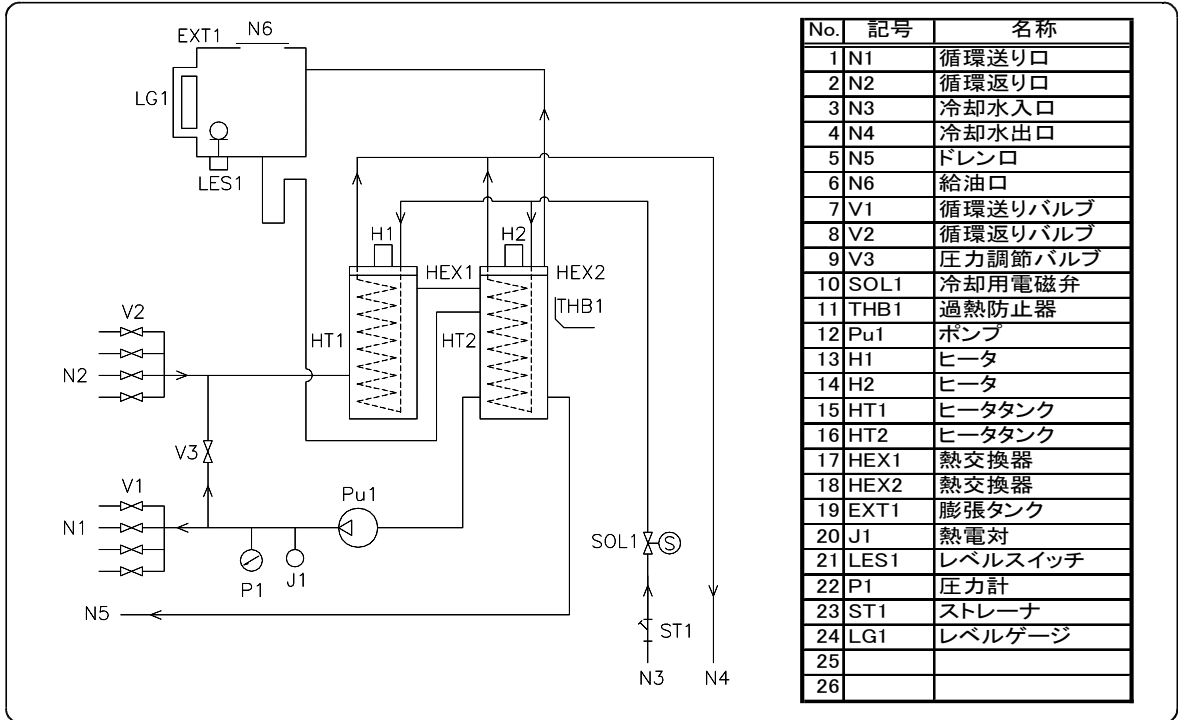 EXT1
N6
LG1
LES1
H1
H2
HEX1
HEX2
THB1
HT1
HT2
V2
N2
V3
V1
N1
Pu1
P1
J1
SOL1
S
N5
ST1
N3
N4
No. 記号 名称
1 N1 循環送り口
2 N2 循環返り口
3 N3 冷却水入口
4 N4 冷却水出口
5 N5 ドレン口
6 N6 給油口
7 V1 循環送りバルブ
8 V2 循環返りバルブ
9 V3 圧力調節バルブ
10 SOL1 冷却用電磁弁
11 THB1 過熱防止器
12 Pu1 ポンプ
13 H1 ヒータ
14 H2 ヒータ
15 HT1 ヒータタンク
16 HT2 ヒータタンク
17 HEX1 熱交換器
18 HEX2 熱交換器
19 EXT1 膨張タンク
20 J1 熱電対
21 LES1 レベルスイッチ
22 P1 圧力計
23 ST1 ストレーナ
24 LG1 レベルゲージ
25
26